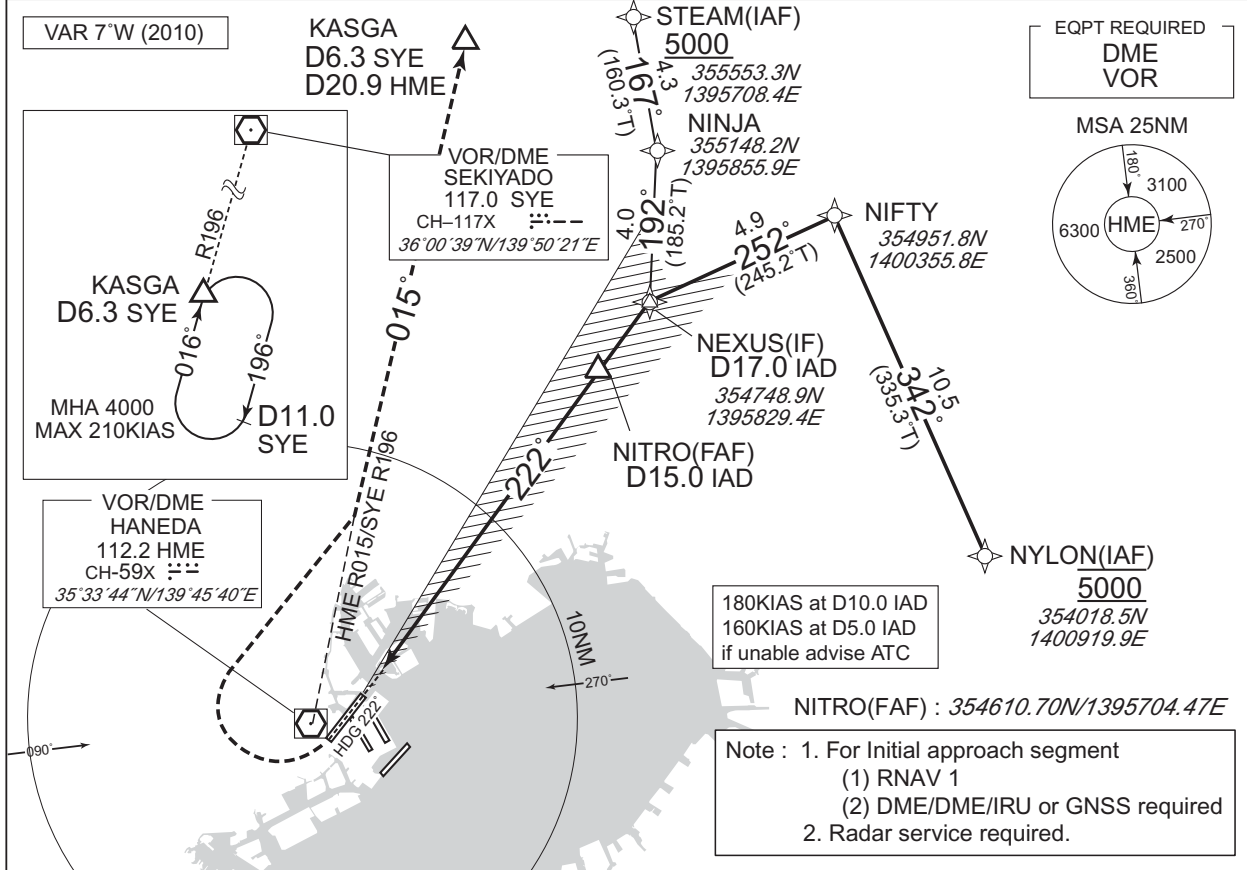 VAR 7°W (2010)
KASGA
D6.3 SYE
D20.9 HME
STEAM(IAF)
5000
355553.3N
1395708.4E
4.3
167°
(160.3°T)
NINJA
355148.2N
1395855.9E
EQPT REQUIRED
DME
VOR
MSA 25NM
180°
3100
6300
HME
270°
2500
360°
VOR/DME
SEKIYADO
117.0 SYE
CH–117X
36°00´39˝N/139°50´21˝E
R196
KASGA
D6.3 SYE
016°
196°
MHA 4000
MAX 210KIAS
D11.0
SYE
4.0
192°
(185.2°T)
4.9
252°
(245.2°T)
NIFTY
354951.8N
1400355.8E
015°
NEXUS(IF)
D17.0 IAD
354748.9N
1395829.4E
NITRO(FAF)
D15.0 IAD
222°
10.5
342°
(335.3°T)
HME R015/SYE R196
VOR/DME
HANEDA
112.2 HME
CH-59X
35°33´44˝N/139°45´40˝E
NYLON(IAF)
5000
354018.5N
1400919.9E
10NM
270°
180KIAS at D10.0 IAD
160KIAS at D5.0 IAD
if unable advise ATC
HDG 222°
090°
NITRO(FAF) : 354610.70N/1395704.47E
Note : 1. For Initial approach segment
(1) RNAV 1
(2) DME/DME/IRU or GNSS required
2. Radar service required.